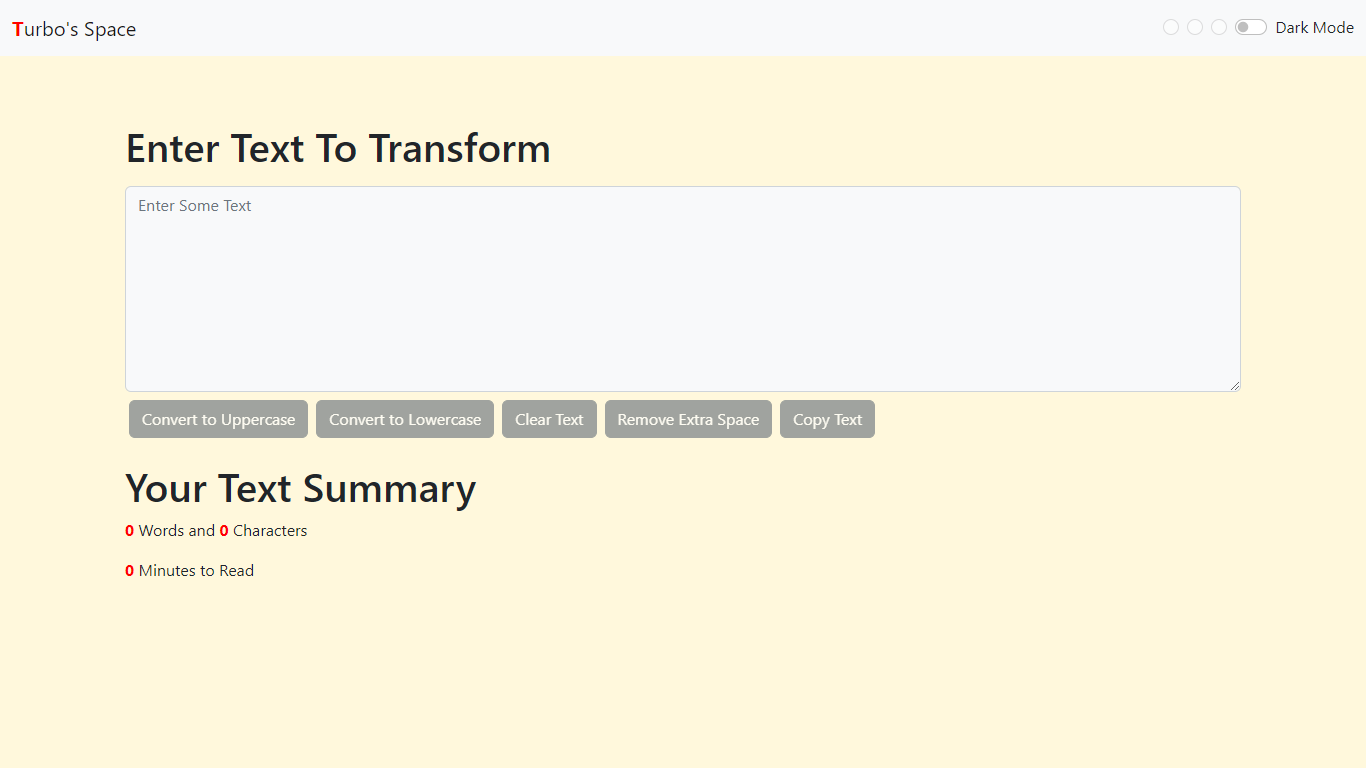 Turbo's Space
Dark Mode
Enter Text To Transform
Enter Some Text
Convert to Uppercase Convert to Lowercase Clear Text Remove Extra Space Copy Text
Your Text Summary
0 Words and 0 Characters
0 Minutes to Read